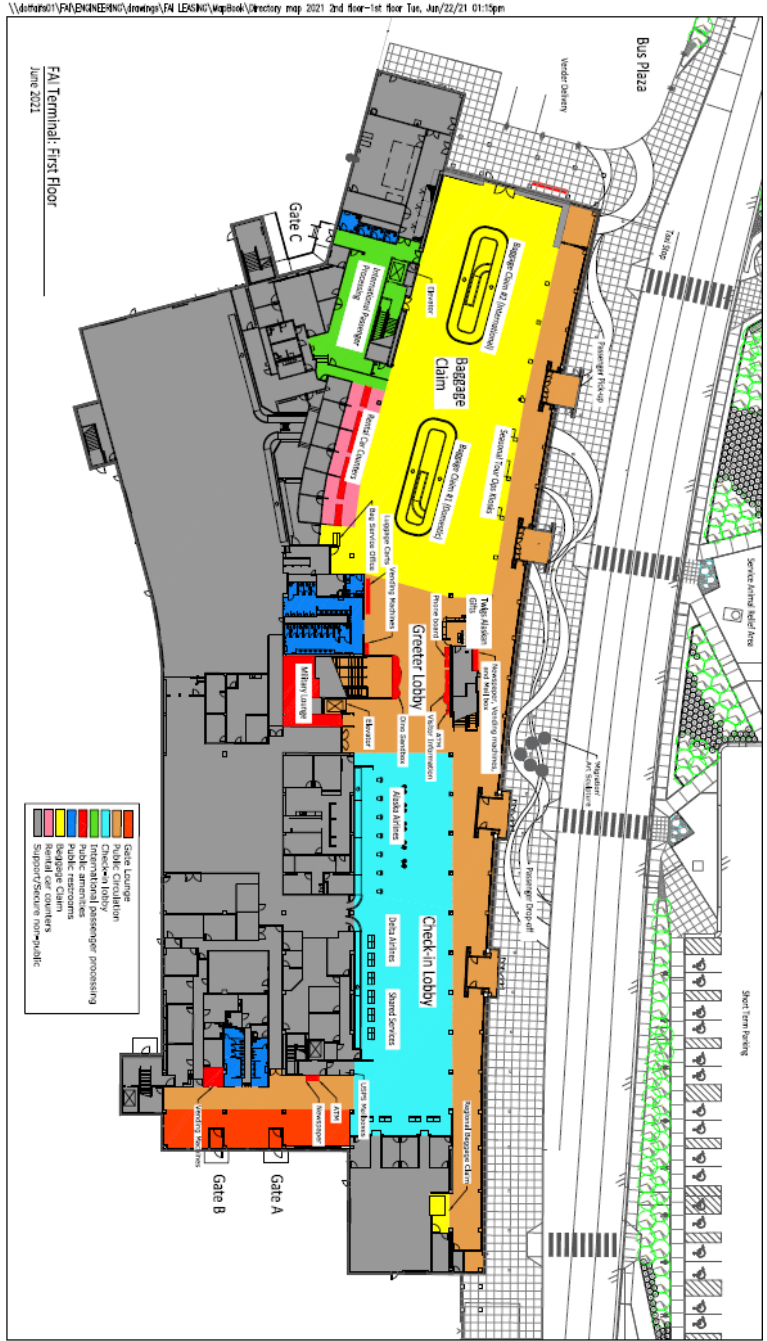 \\dotfaifs01\FAI\ENGINEERING\drawings\FAI LEASING\MapBook\Directory map 2021 2nd floor-1st floor Tue, Jun/22/21 01:15pm
Bus Plaza
Vender Delivery
FAI Terminal: First Floor
June 2021
Gate C
International Passenger
Processing
Elevator
Baggage Claim #2 (International)
Baggage
Claim
Taxi Stop
Passenger Pick-up
Rental Car Counters
Baggage Claim #1 (Domestic)
Seasonal Tour Ops Kiosks
Bag Service Office
Luggage Carts
Vending Machines
Service Animal Relief Area
Twigs Alaskan
Gifts
Phone board
Greeter Lobby
Newspaper, Vending machines,
and Mail box
ATM
Visitor Information
Military Lounge
Elevator
Dino Sandbox
Migration
Art Sculpture
Alaska Airlines
Passenger Drop-off
Check-in Lobby
Delta Airlines
Shared Services
Short Term Parking
USPS Mailboxes
ATM
Newspaper
Vending Machines
Regional Baggage Claim
Gate A
Gate B
Gate Lounge
Public Circulation
Check-in lobby
International passenger processing
Public amenities
Public restrooms
Baggage Claim
Rental car counters
Support/Secure non-public